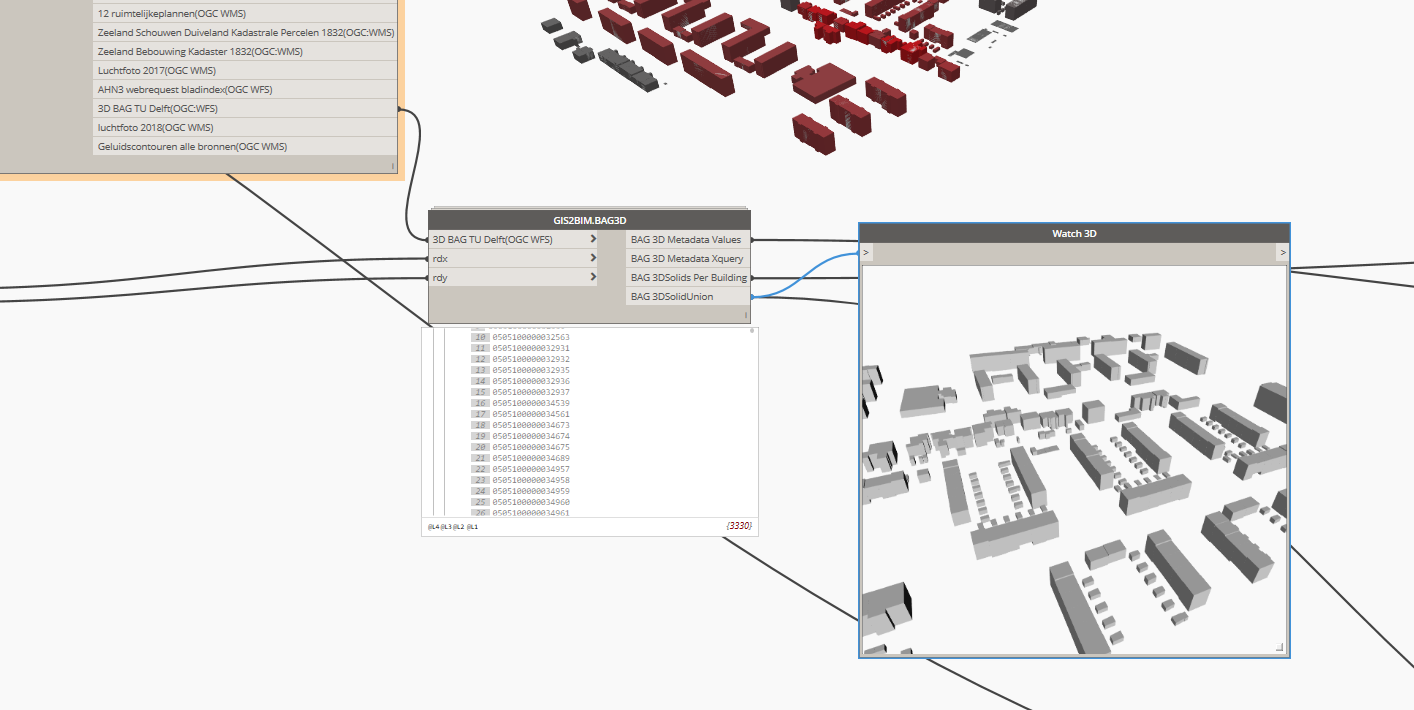 12 ruimtelijkeplannen(OGC WMS)
Zeeland Schouwen Duiveland Kadastrale Percelen 1832(OGC:WMS)
Zeeland Bebouwing Kadaster 1832(OGC:WMS)
Luchtfoto 2017(OGC WMS)
AHN3 webrequest bladindex(OGC WFS)
3D BAG TU Delft(OGC:WFS)
luchtfoto 2018(OGC WMS)
Geluidscontouren alle bronnen(OGC WMS)
GIS2BIM.BAG3D
3D BAG TU Delft(OGC WFS) >
rdx >
rdy >
BAG 3D Metadata Values
BAG 3D Metadata Xquery
BAG 3DSolids Per Building
BAG 3DSolidUnion
10 0505100000032563
11 0505100000032931
12 0505100000032932
13 0505100000032935
14 0505100000032936
15 0505100000032937
16 0505100000034539
17 0505100000034561
18 0505100000034673
19 0505100000034674
20 0505100000034675
21 0505100000034689
22 0505100000034957
23 0505100000034958
24 0505100000034959
25 0505100000034960
26 0505100000034961
@L4 @L3 @L2 @L1
{3330}
Watch 3D
> >